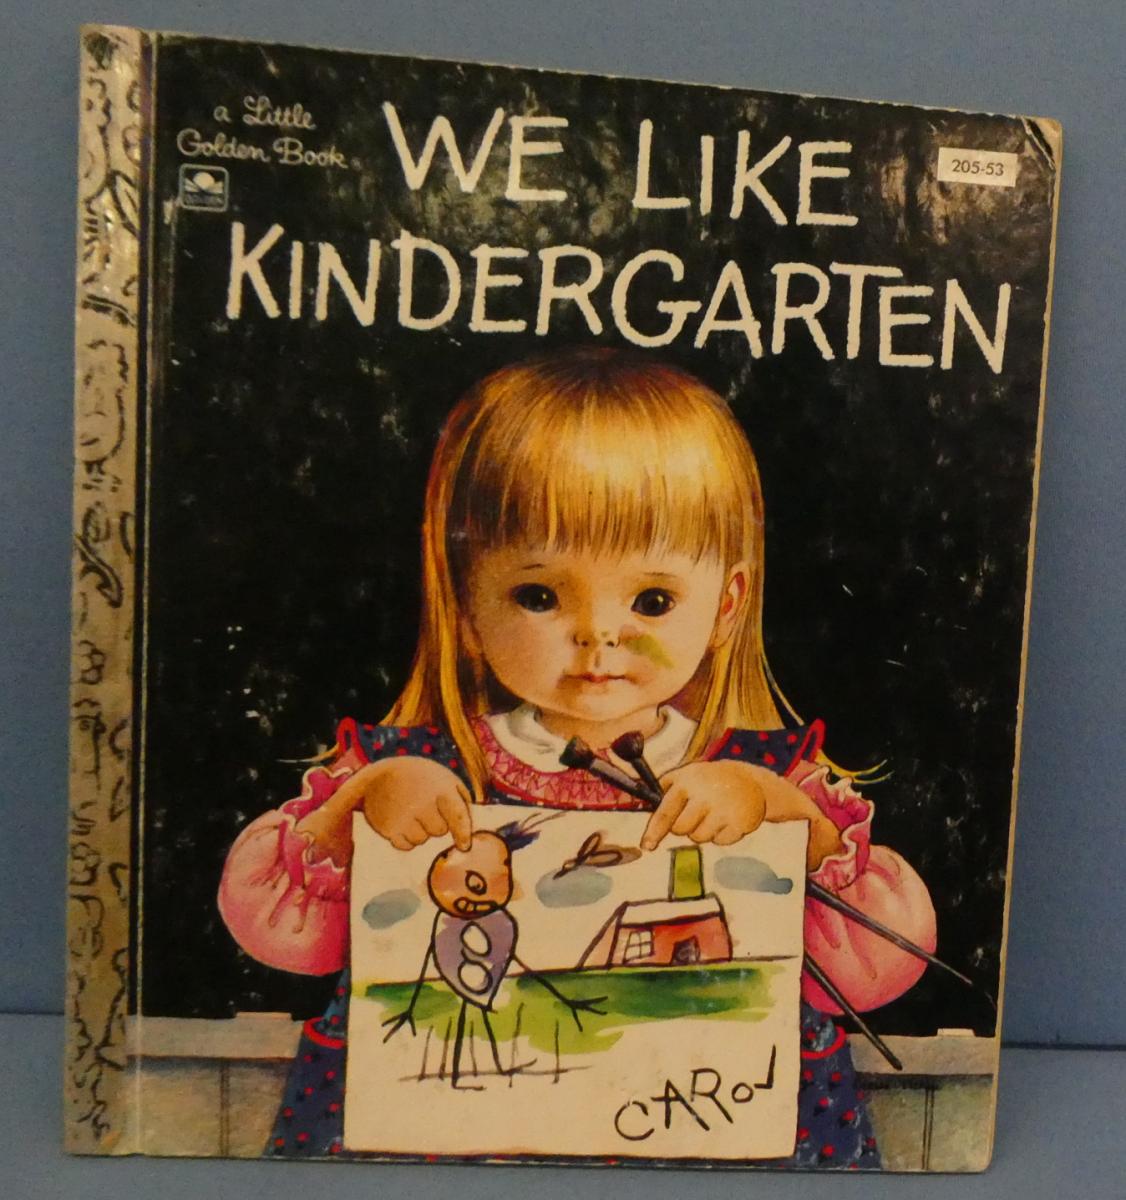 a Little
Golden Book
WE LIKE
205-53
KINDERGARTEN
CAROL